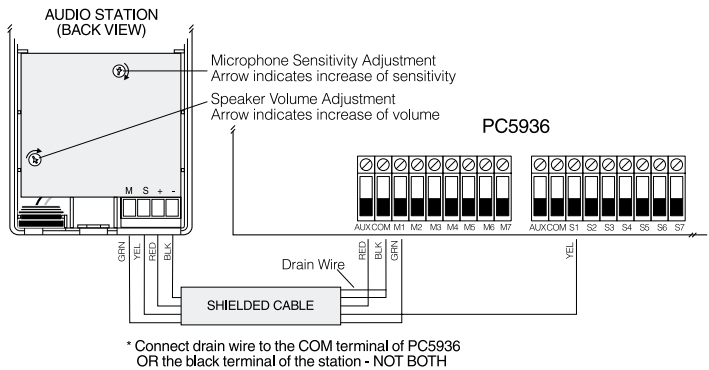 AUDIO STATION
(BACK VIEW)
Microphone Sensitivity Adjustment
Arrow indicates increase of sensitivity
Speaker Volume Adjustment
Arrow indicates increase of volume
PC5936
M S + -
AUX COM M1 M2 M3 M4 M5 M6 M7
AUX COM S1 S2 S3 S4 S5 S6 S7
GRN
YEL
RED
BLK
RED
BLK
GRN
YEL
Drain Wire
SHIELDED CABLE
* Connect drain wire to the COM terminal of PC5936
OR the black terminal of the station - NOT BOTH